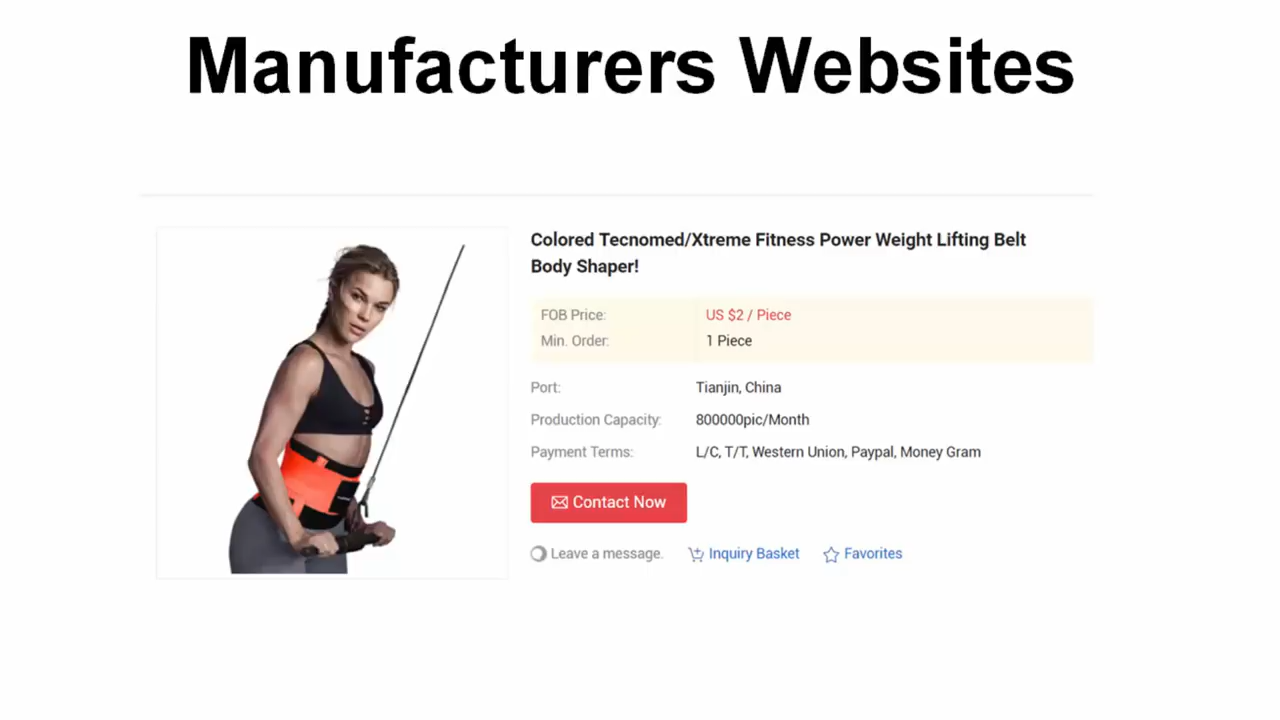 Manufacturers Websites
Colored Tecnomed/Xtreme Fitness Power Weight Lifting Belt
Body Shaper!
FOB Price: US $2 / Piece
Min. Order: 1 Piece
Port: Tianjin, China
Production Capacity: 800000pic/Month
Payment Terms: L/C, T/T, Western Union, Paypal, Money Gram
Contact Now
Leave a message. Inquiry Basket Favorites